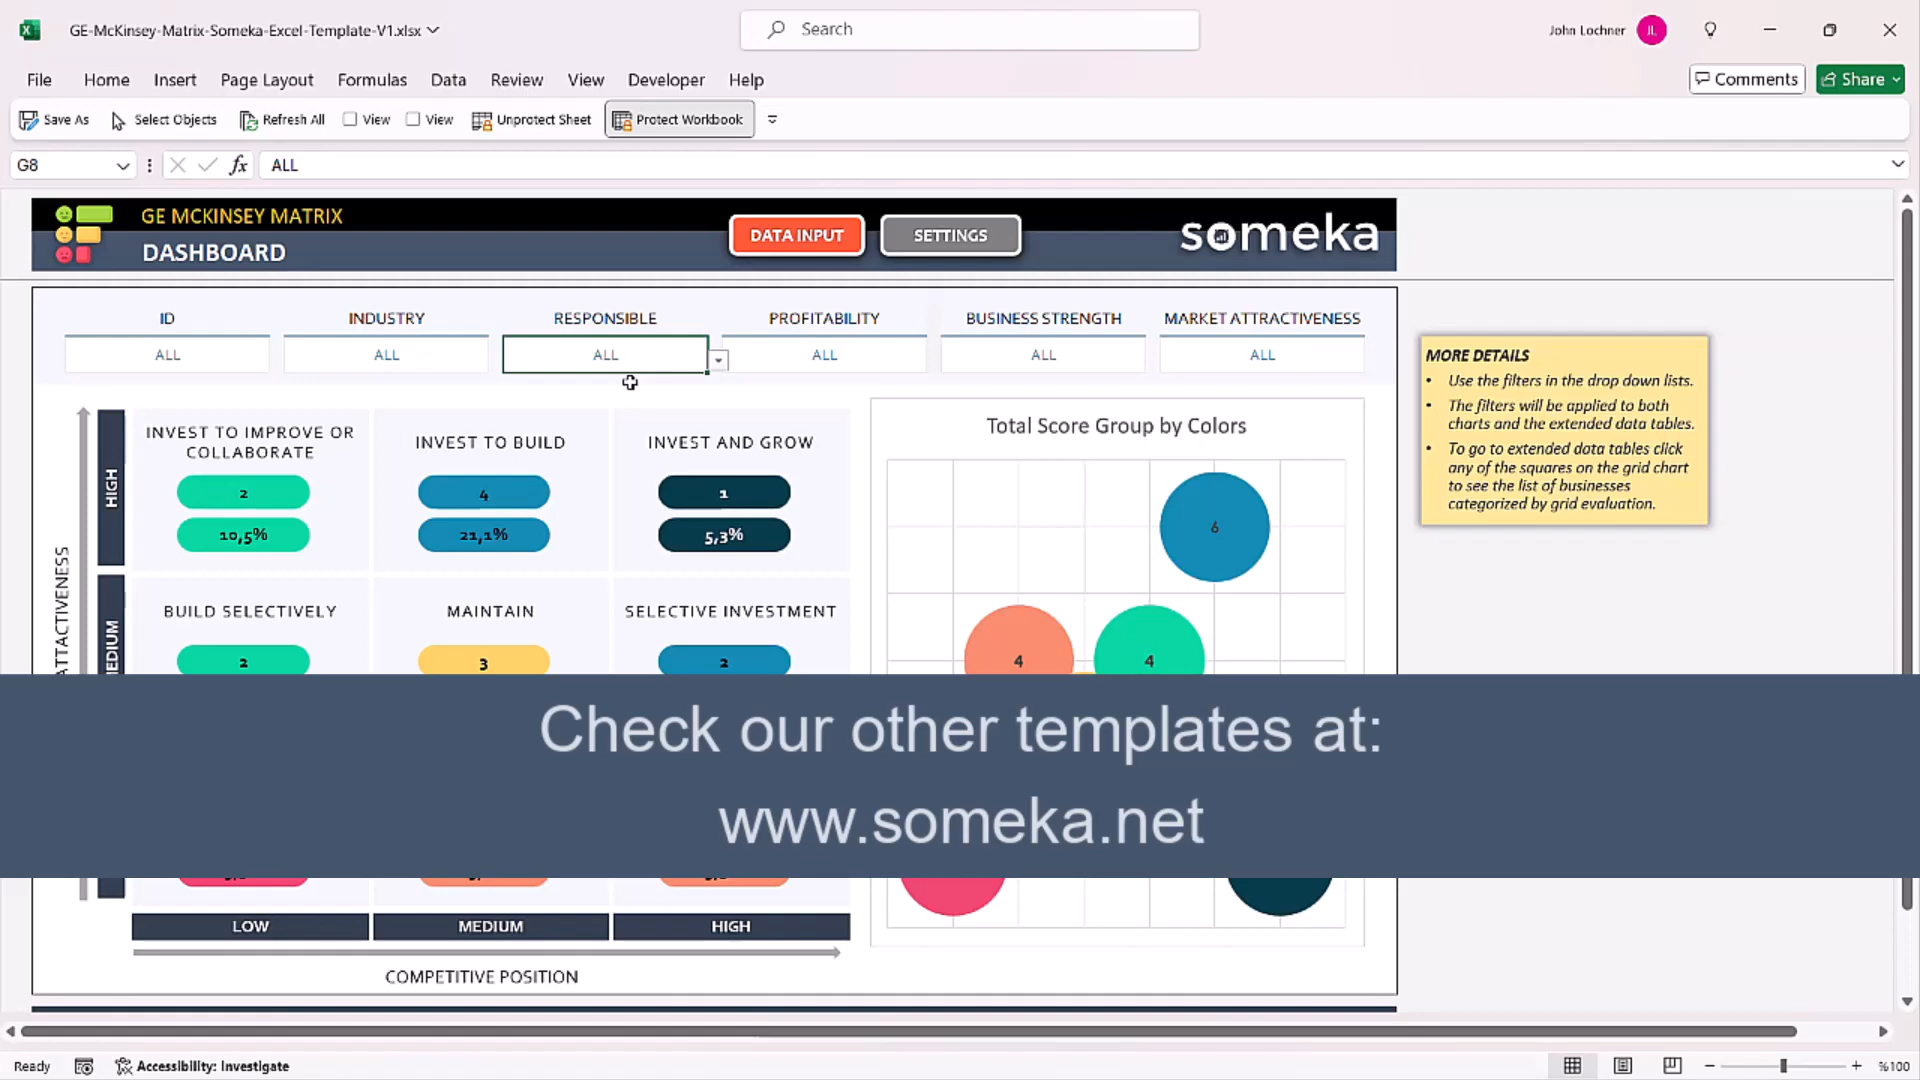 GE-McKinsey-Matrix-Someka-Excel-Template-V1.xlsx
Search
John Lochner
JL
File Home Insert Page Layout Formulas Data Review View Developer Help
Comments
Share
Save As Select Objects Refresh All View View Unprotect Sheet Protect Workbook
G8
fx
ALL
GE MCKINSEY MATRIX
DASHBOARD
DATA INPUT
SETTINGS
someka
ID INDUSTRY RESPONSIBLE PROFITABILITY BUSINESS STRENGTH MARKET ATTRACTIVENESS
ALL ALL ALL ALL ALL ALL
MORE DETAILS
• Use the filters in the drop down lists.
• The filters will be applied to both
charts and the extended data tables.
• To go to extended data tables click
any of the squares on the grid chart
to see the list of businesses
categorized by grid evaluation.
HIGH
INVEST TO IMPROVE OR
COLLABORATE
2
10,5%
INVEST TO BUILD
4
21,1%
INVEST AND GROW
1
5,3%
BUILD SELECTIVELY
2
MAINTAIN
3
SELECTIVE INVESTMENT
2
Total Score Group by Colors
6
4
4
Check our other templates at:
www.someka.net
LOW MEDIUM HIGH
COMPETITIVE POSITION
Ready
Accessibility: Investigate
%100